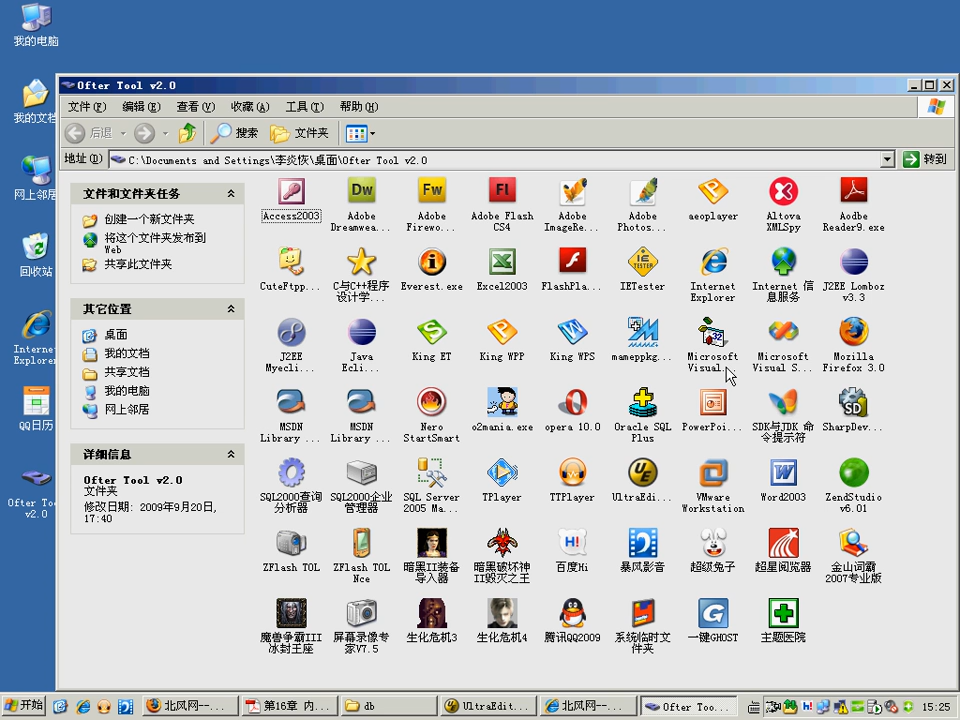 我的电脑
我的文档
网上邻居
回收站
Internet
Explorer
QQ日历
Ofter To...
v2.0
Ofter Tool v2.0
文件(F) 编辑(E) 查看(V) 收藏(A) 工具(T) 帮助(H)
后退 搜索 文件夹
地址(D) C:\Documents and Settings\李炎恢\桌面\Ofter Tool v2.0 转到
文件和文件夹任务
创建一个新文件夹
将这个文件夹发布到
Web
共享此文件夹
其它位置
桌面
我的文档
共享文档
我的电脑
网上邻居
详细信息
Ofter Tool v2.0
文件夹
修改日期: 2009年9月20日,
17:40
Access2003
Adobe
Dreamwea...
Adobe
Firewo...
Adobe Flash
CS4
Adobe
ImageRe...
Adobe
Photos...
aeoplayer
Altova
XMLSpy
Aodbe
Reader9.exe
CuteFtpp...
C与C++程序
设计学...
Everest.exe
Excel2003
FlashPla...
IETester
Internet
Explorer
Internet 信
息服务
J2EE Lomboz
v3.3
J2EE
Myecli...
Java
Ecli...
King ET
King WPP
King WPS
mameppkg...
Microsoft
Visual...
Microsoft
Visual S...
Mozilla
Firefox 3.0
MSDN
Library ...
MSDN
Library ...
Nero
StartSmart
o2mania.exe
opera 10.0
Oracle SQL
Plus
PowerPoi...
SDK与JDK 命
令提示符
SharpDev...
SQL2000查询
分析器
SQL2000企业
管理器
SQL Server
2005 Ma...
TPlayer
TTPlayer
UltraEdi...
VMware
Workstation
Word2003
ZendStudio
v6.01
ZFlash TOL
ZFlash TOL
Nce
暗黑II装备
导入器
暗黑破坏神
II毁灭之王
百度Hi
暴风影音
超级兔子
超星阅览器
金山词霸
2007专业版
魔兽争霸III
冰封王座
屏幕录像专
家V7.5
生化危机3
生化危机4
腾讯QQ2009
系统临时文
件夹
一键GHOST
主题医院
开始 北风网--... 第16章 内... db UltraEdit... 北风网--... Ofter Too... 15:25